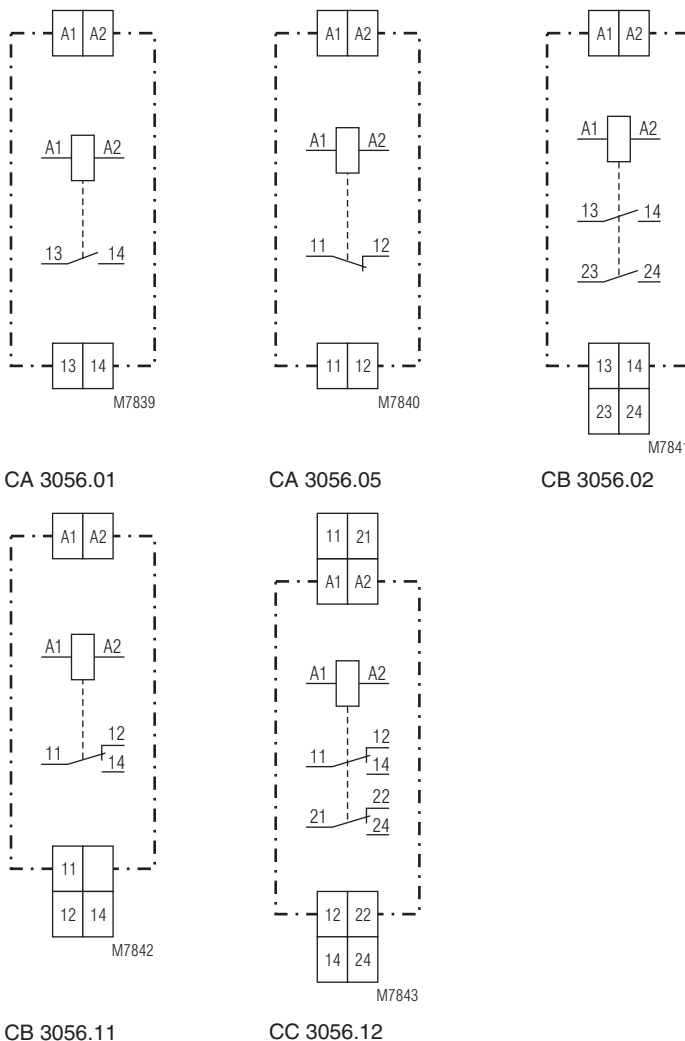 A1 A2
A1 A2
13 14
13 14
M7839
CA 3056.01
A1 A2
A1 A2
11 12
11 12
M7840
CA 3056.05
A1 A2
A1 A2
13 14
23 24
13 14
23 24
M7841
CB 3056.02
A1 A2
A1 A2
12
11
14
11
12 14
M7842
CB 3056.11
11 21
A1 A2
A1 A2
12
11
14
22
21
24
12 22
14 24
M7843
CC 3056.12